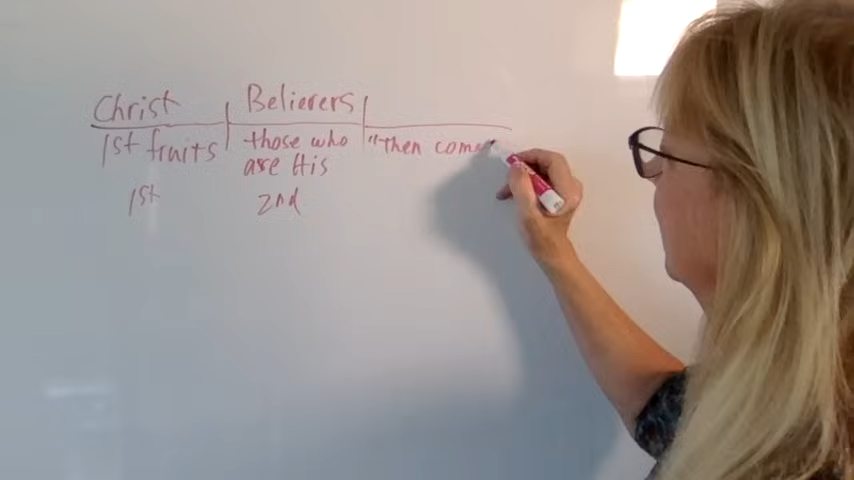 Christ Believers
1st fruits those who "then comes
are His
1st 2nd